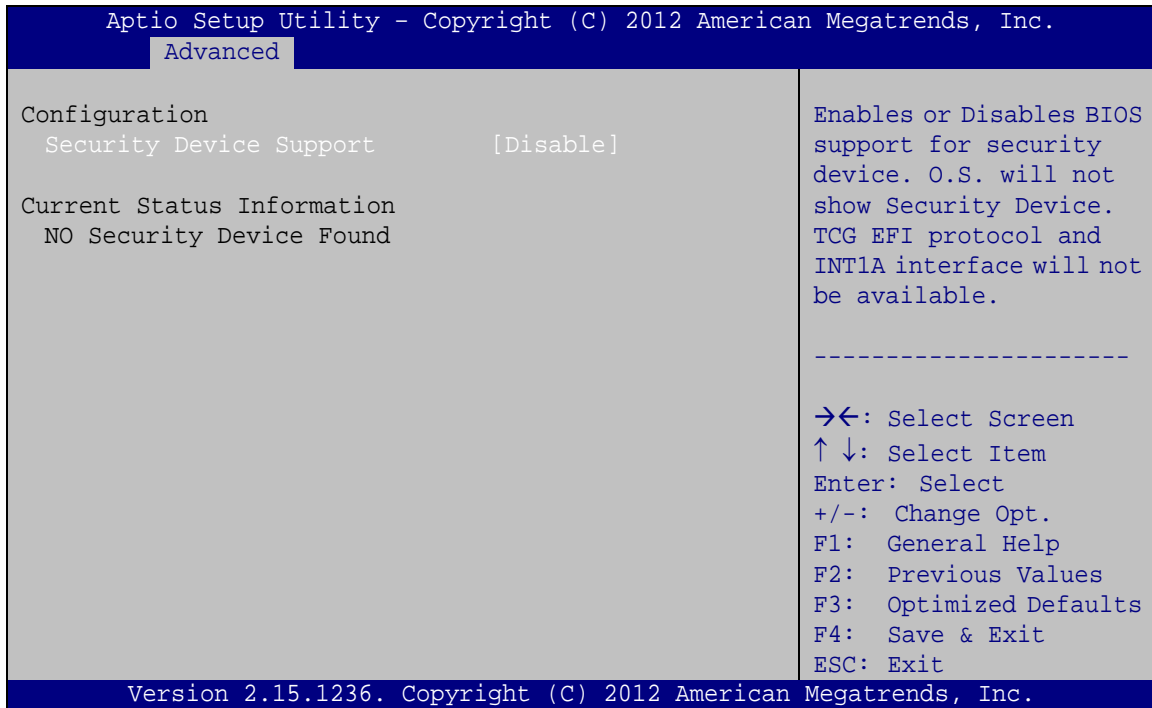 Aptio Setup Utility – Copyright (C) 2012 American Megatrends, Inc.
Advanced
Configuration
Security Device Support [Disable]
Current Status Information
NO Security Device Found
Enables or Disables BIOS
support for security
device. O.S. will not
show Security Device.
TCG EFI protocol and
INT1A interface will not
be available.
----------------------
→←: Select Screen
↑ ↓: Select Item
Enter: Select
+/-: Change Opt.
F1: General Help
F2: Previous Values
F3: Optimized Defaults
F4: Save & Exit
ESC: Exit
Version 2.15.1236. Copyright (C) 2012 American Megatrends, Inc.